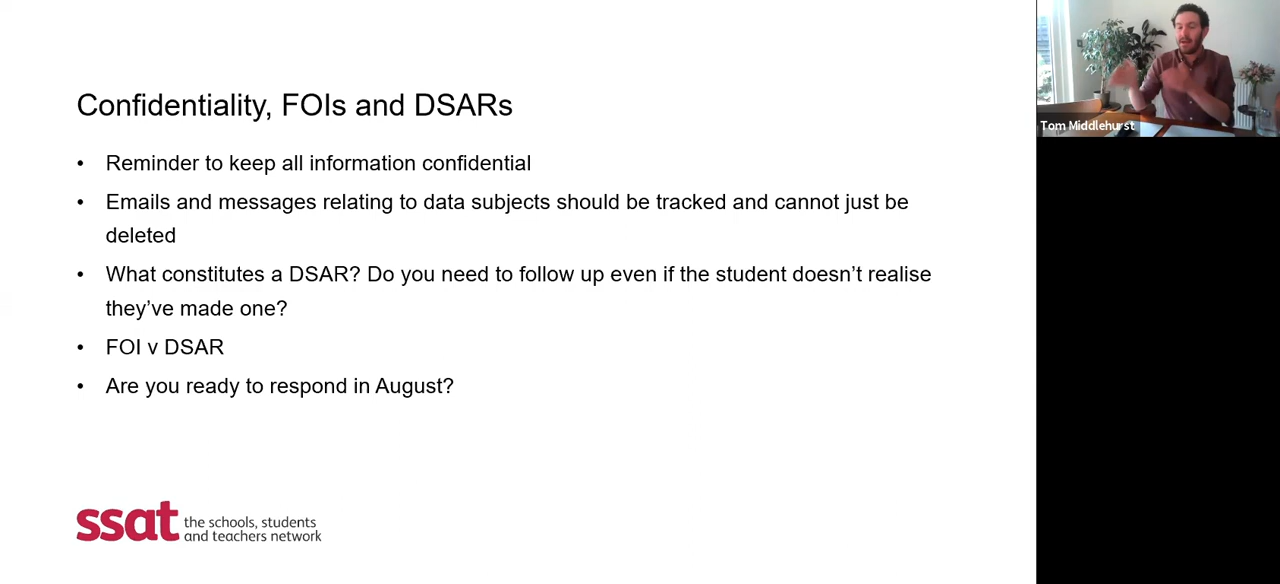 Confidentiality, FOIs and DSARs
• Reminder to keep all information confidential
• Emails and messages relating to data subjects should be tracked and cannot just be
deleted
• What constitutes a DSAR? Do you need to follow up even if the student doesn’t realise
they’ve made one?
• FOI v DSAR
• Are you ready to respond in August?
ssat the schools, students
and teachers network
Tom Middlehurst